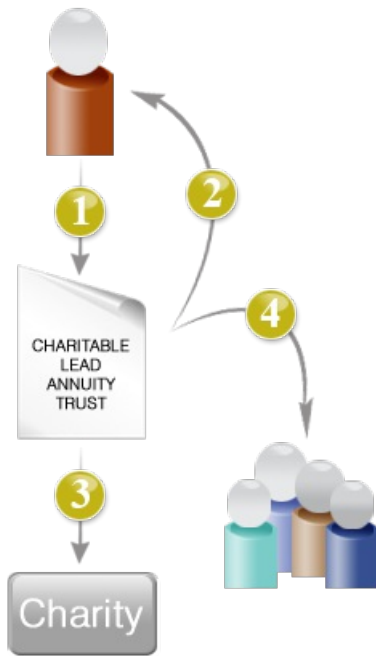 1
2
4
CHARITABLE
LEAD
ANNUITY
TRUST
3
Charity